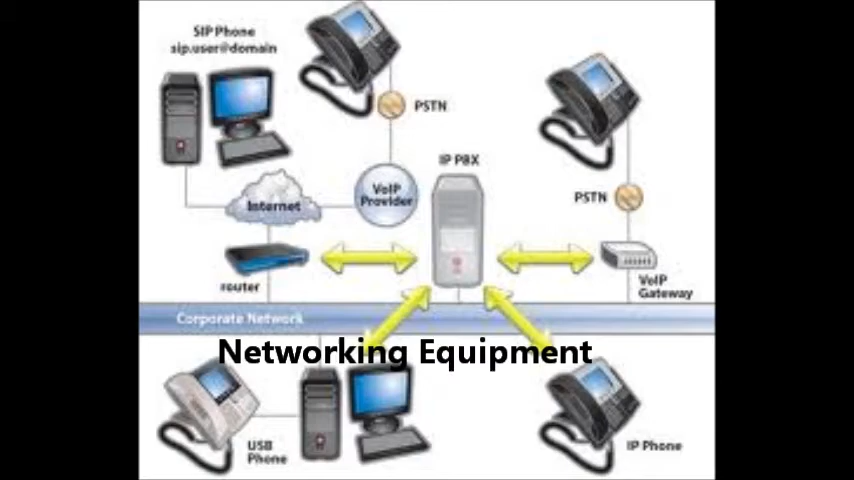 SIP Phone
sip.user@domain
PSTN
IP PBX
VoIP
Provider
Internet
PSTN
router
VoIP
Gateway
Corporate Network
Networking Equipment
USB
Phone
IP Phone